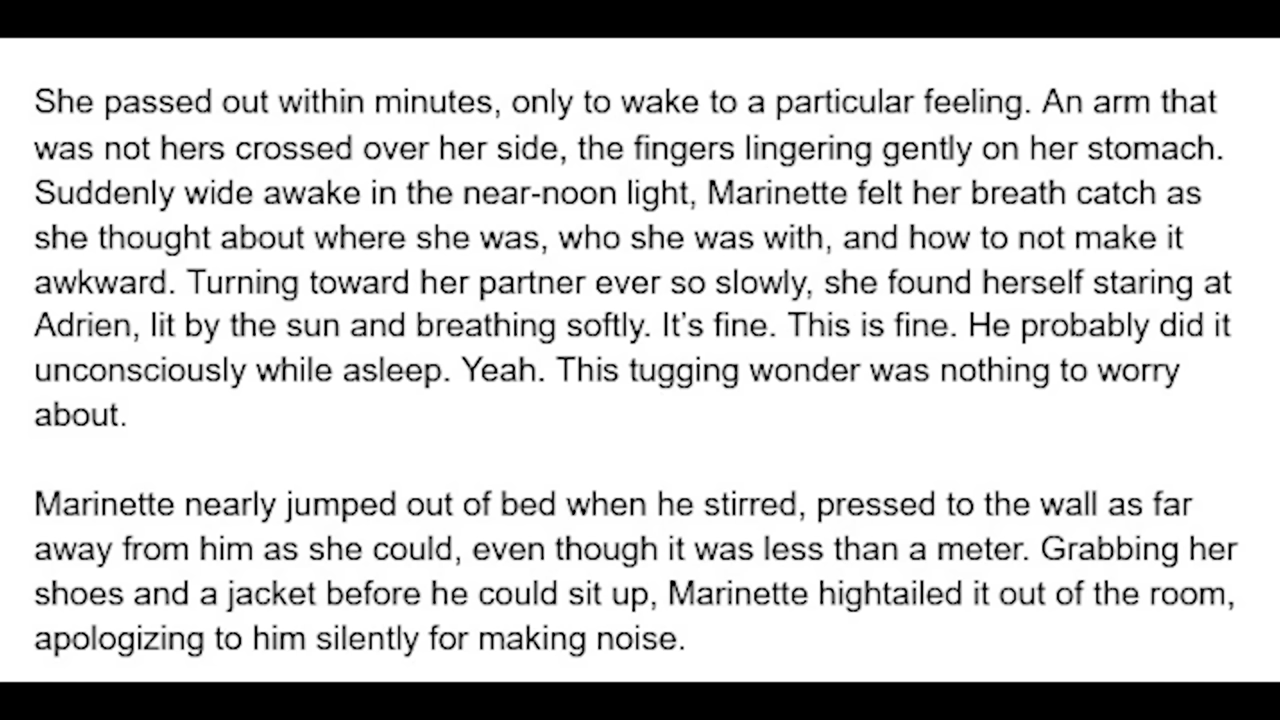 She passed out within minutes, only to wake to a particular feeling. An arm that
was not hers crossed over her side, the fingers lingering gently on her stomach.
Suddenly wide awake in the near-noon light, Marinette felt her breath catch as
she thought about where she was, who she was with, and how to not make it
awkward. Turning toward her partner ever so slowly, she found herself staring at
Adrien, lit by the sun and breathing softly. It’s fine. This is fine. He probably did it
unconsciously while asleep. Yeah. This tugging wonder was nothing to worry
about.
Marinette nearly jumped out of bed when he stirred, pressed to the wall as far
away from him as she could, even though it was less than a meter. Grabbing her
shoes and a jacket before he could sit up, Marinette hightailed it out of the room,
apologizing to him silently for making noise.